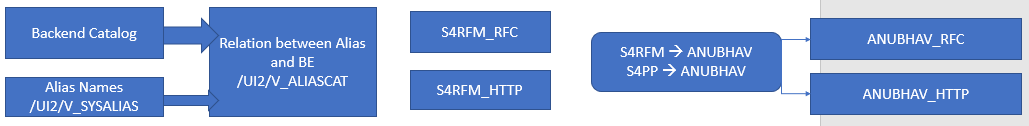 Backend Catalog
Alias Names
/UI2/V_SYSALIAS
Relation between Alias
and BE
/UI2/V_ALIASCAT
S4RFM_RFC
S4RFM_HTTP
S4RFM → ANUBHAV
S4PP → ANUBHAV
ANUBHAV_RFC
ANUBHAV_HTTP